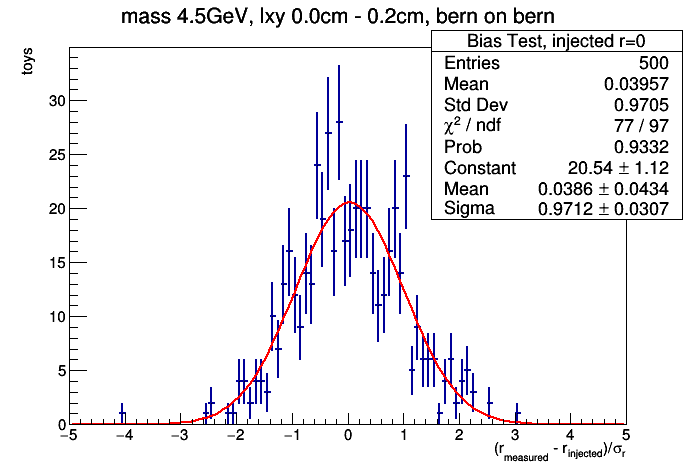 mass 4.5GeV, lxy 0.0cm - 0.2cm, bern on bern
Bias Test, injected r=0
Entries 500
Mean 0.03957
Std Dev 0.9705
χ² / ndf 77 / 97
Prob 0.9332
Constant 20.54 ± 1.12
Mean 0.0386 ± 0.0434
Sigma 0.9712 ± 0.0307
toys
30
25
20
15
10
5
0
−5 −4 −3 −2 −1 0 1 2 3 4 5
(r_measured - r_injected)/σ_r